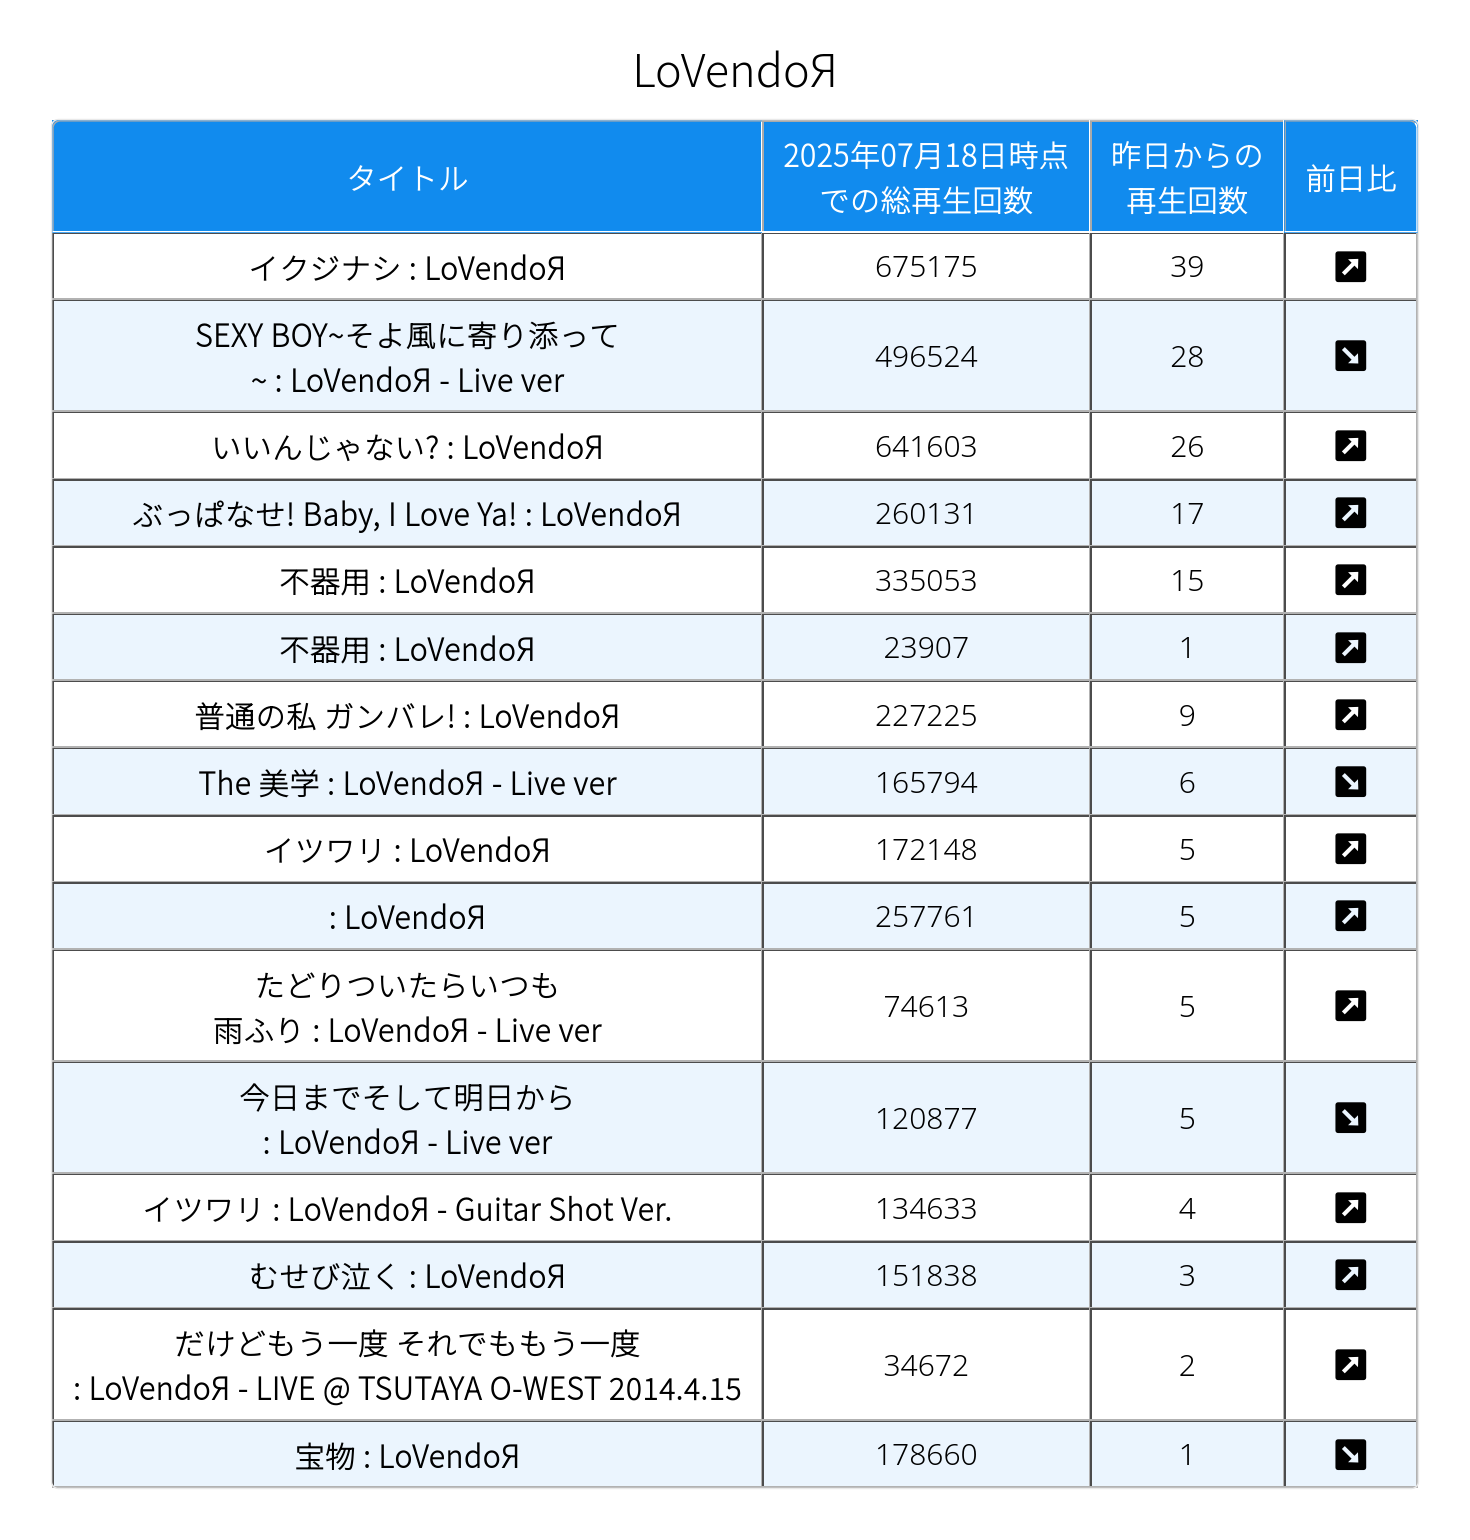 LoVendoЯ
タイトル
2025年07月18日時点
での総再生回数
昨日からの
再生回数
前日比
イクジナシ : LoVendoЯ
675175
39
SEXY BOY~そよ風に寄り添って
~ : LoVendoЯ - Live ver
496524
28
いいんじゃない? : LoVendoЯ
641603
26
ぶっぱなせ! Baby, I Love Ya! : LoVendoЯ
260131
17
不器用 : LoVendoЯ
335053
15
不器用 : LoVendoЯ
23907
1
普通の私 ガンバレ! : LoVendoЯ
227225
9
The 美学 : LoVendoЯ - Live ver
165794
6
イツワリ : LoVendoЯ
172148
5
: LoVendoЯ
257761
5
たどりついたらいつも
雨ふり : LoVendoЯ - Live ver
74613
5
今日までそして明日から
: LoVendoЯ - Live ver
120877
5
イツワリ : LoVendoЯ - Guitar Shot Ver.
134633
4
むせび泣く : LoVendoЯ
151838
3
だけどもう一度 それでももう一度
: LoVendoЯ - LIVE @ TSUTAYA O-WEST 2014.4.15
34672
2
宝物 : LoVendoЯ
178660
1